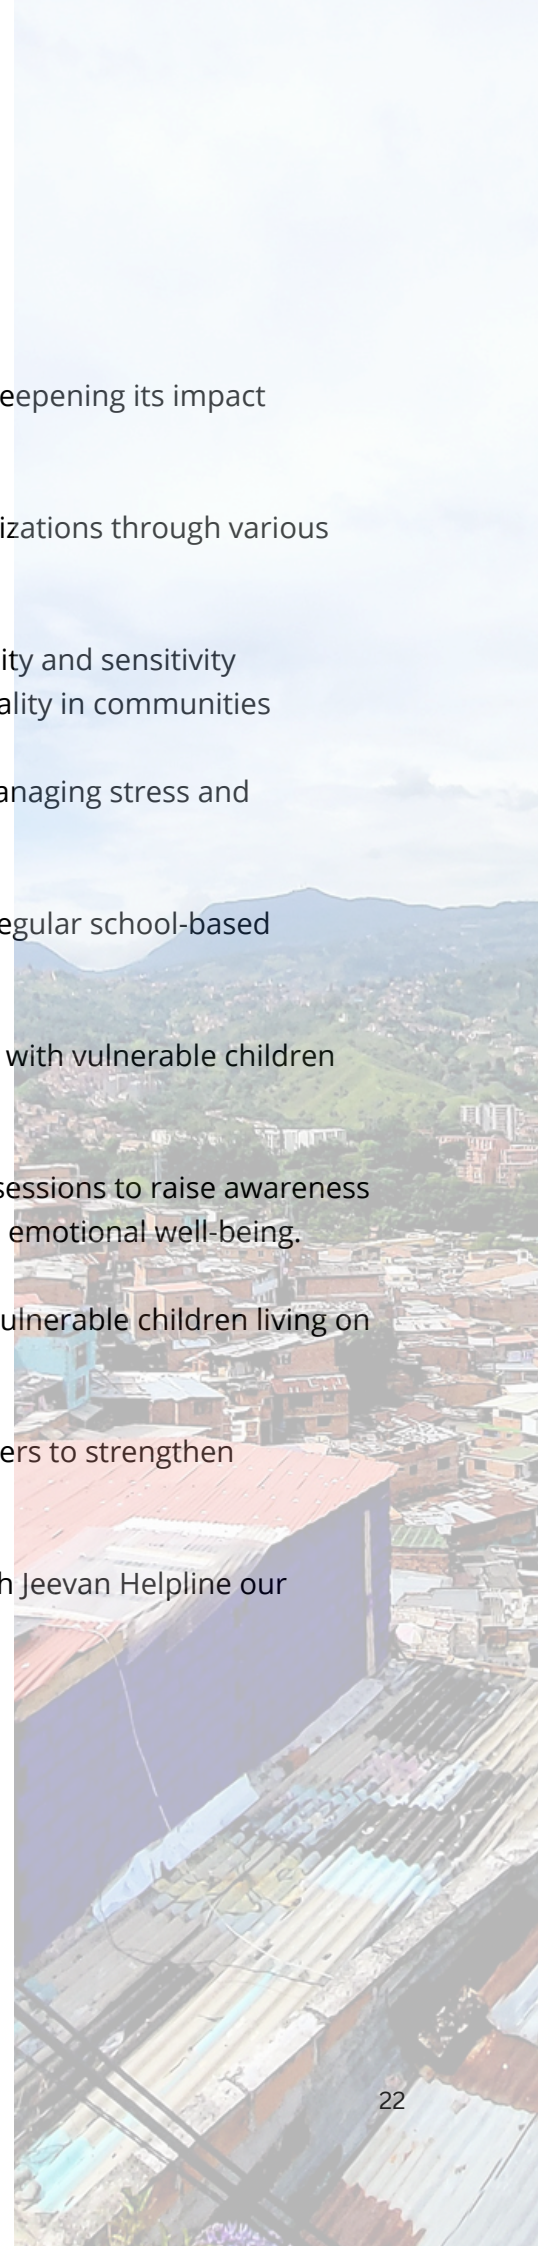 eepening its impact
izations through various
ity and sensitivity
ality in communities
anaging stress and
egular school-based
with vulnerable children
sessions to raise awareness
emotional well-being.
ulnerable children living on
ers to strengthen
h Jeevan Helpline our
22